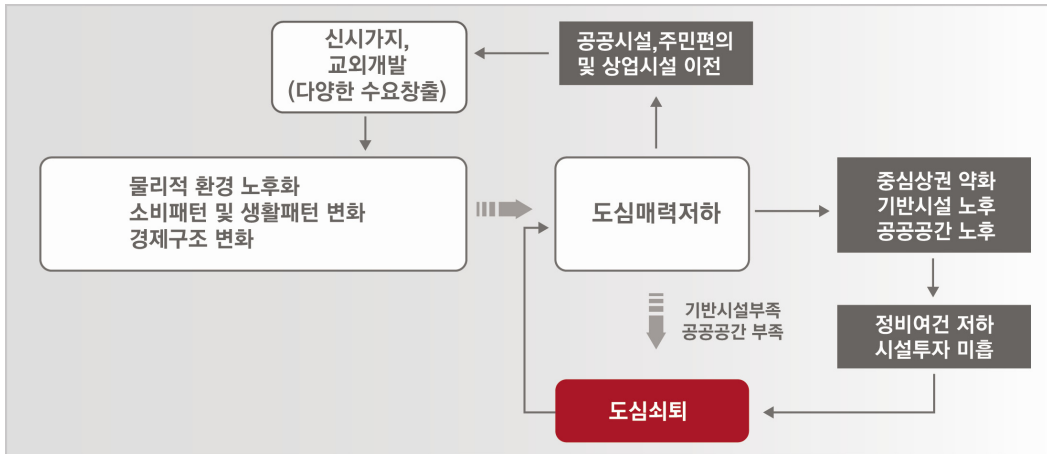 신시가지,
교외개발
(다양한 수요창출)
공공시설,주민편의
및 상업시설 이전
물리적 환경 노후화
소비패턴 및 생활패턴 변화
경제구조 변화
도심매력저하
중심상권 약화
기반시설 노후
공공공간 노후
기반시설부족
공공공간 부족
정비여건 저하
시설투자 미흡
도심쇠퇴